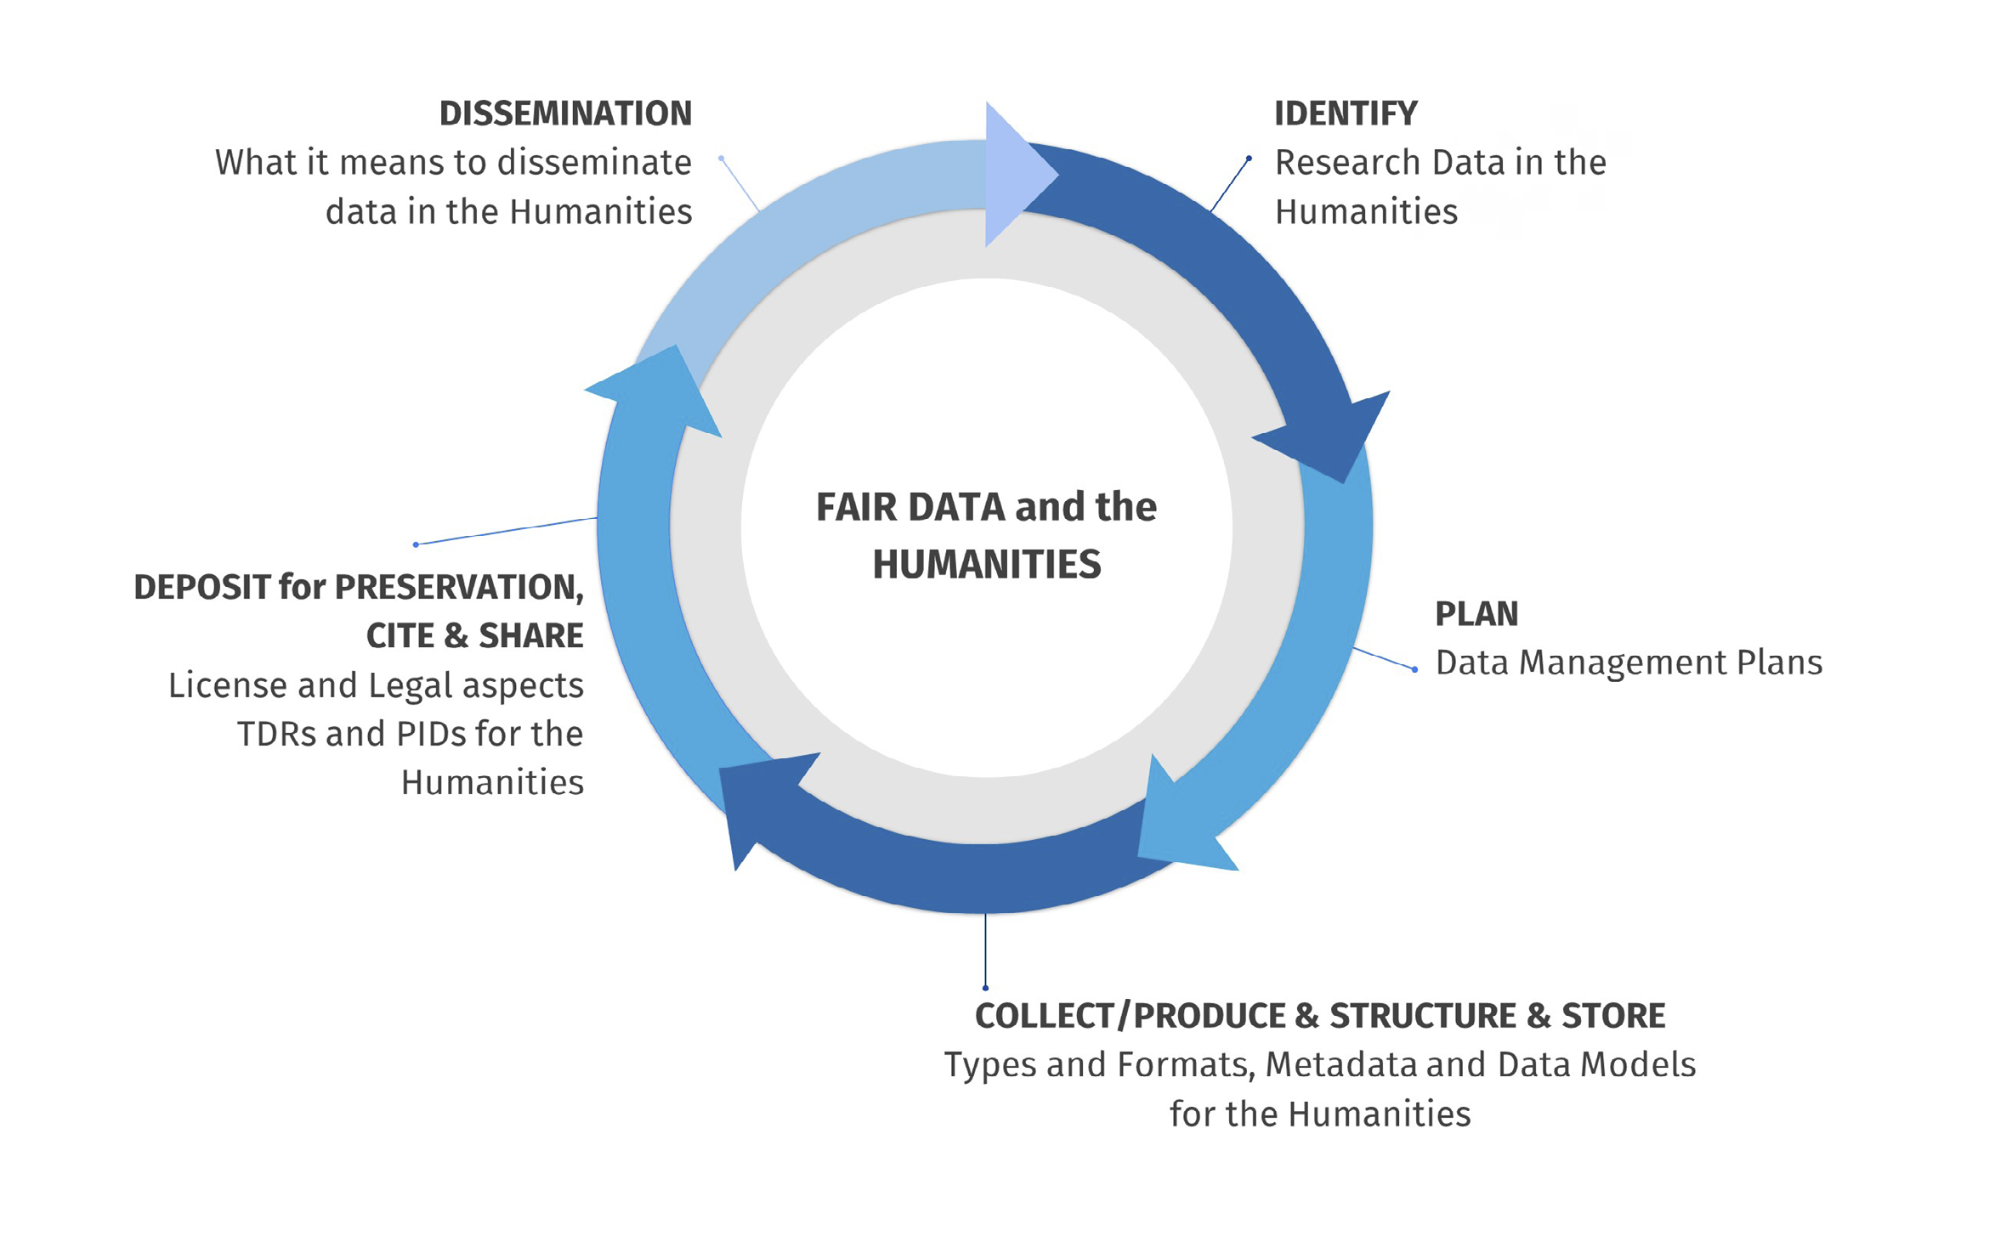 DISSEMINATION
What it means to disseminate
data in the Humanities
IDENTIFY
Research Data in the
Humanities
FAIR DATA and the
HUMANITIES
DEPOSIT for PRESERVATION,
CITE & SHARE
License and Legal aspects
TDRs and PIDs for the
Humanities
PLAN
Data Management Plans
COLLECT/PRODUCE & STRUCTURE & STORE
Types and Formats, Metadata and Data Models
for the Humanities